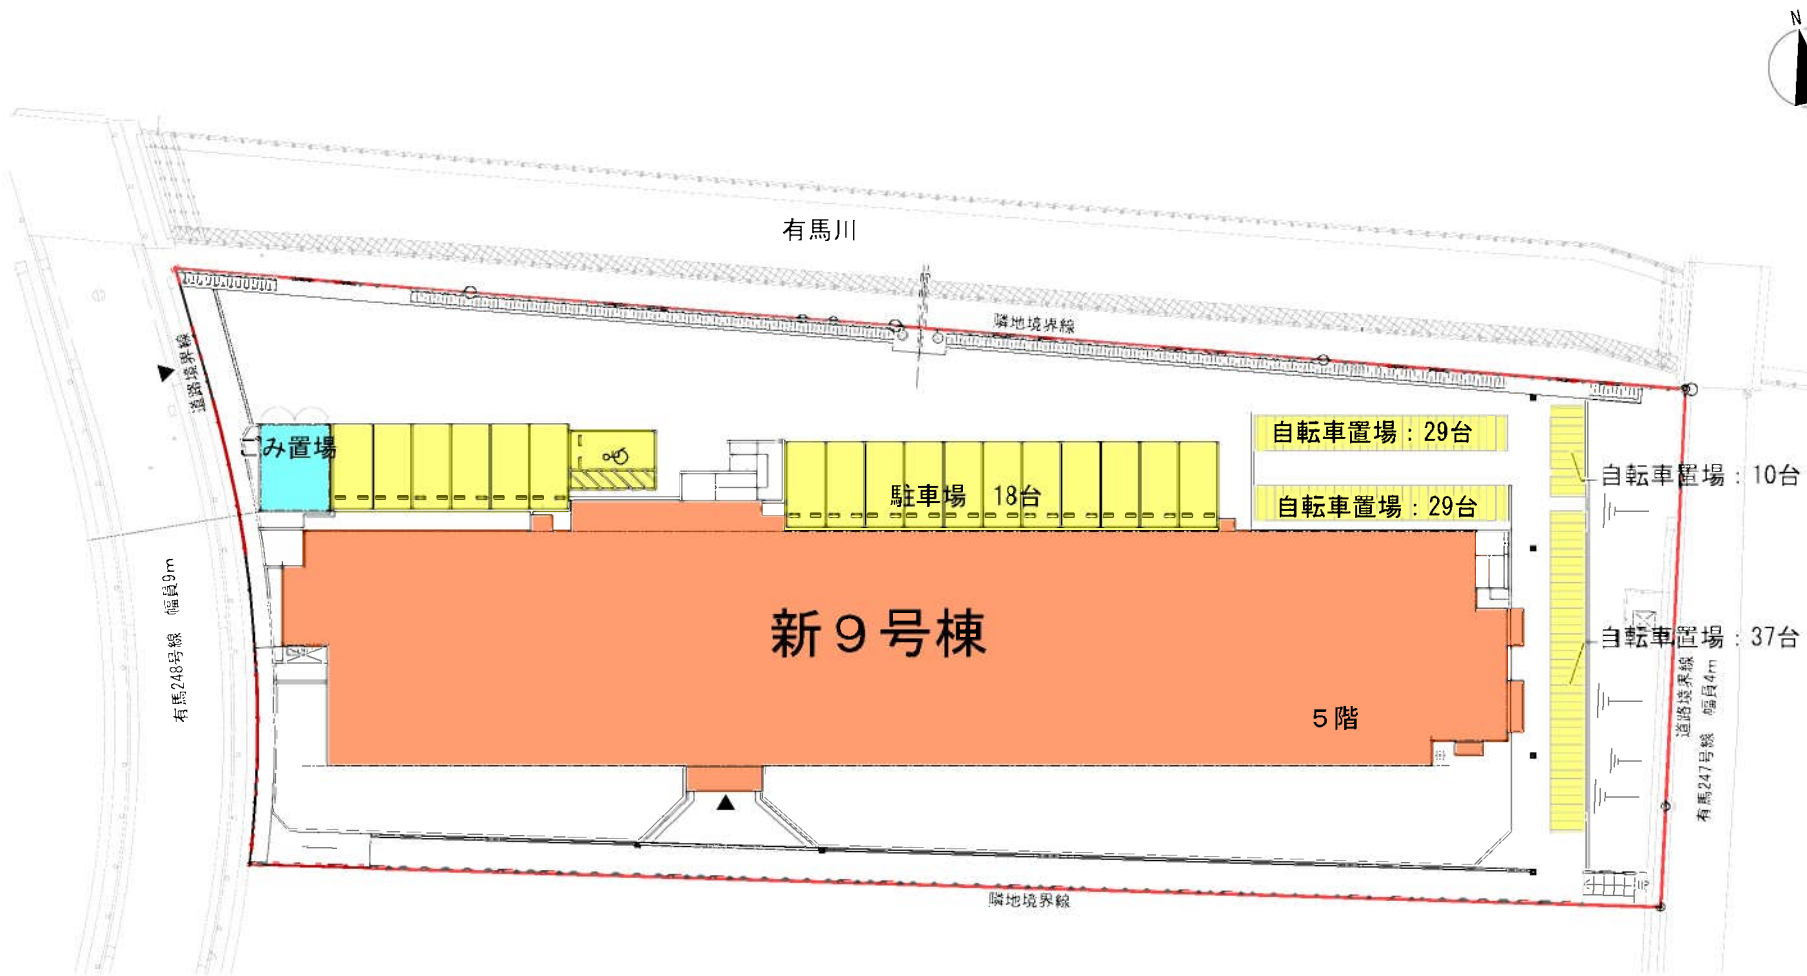 N
有馬川
隣地境界線
道路境界線
自転車置場：29台
み置場
自転車置場：10台
駐車場 18台
自転車置場：29台
有馬248号線 幅員9m
新９号棟
自転車置場：37台
５階
道路境界線
有馬247号線 幅員4m
隣地境界線